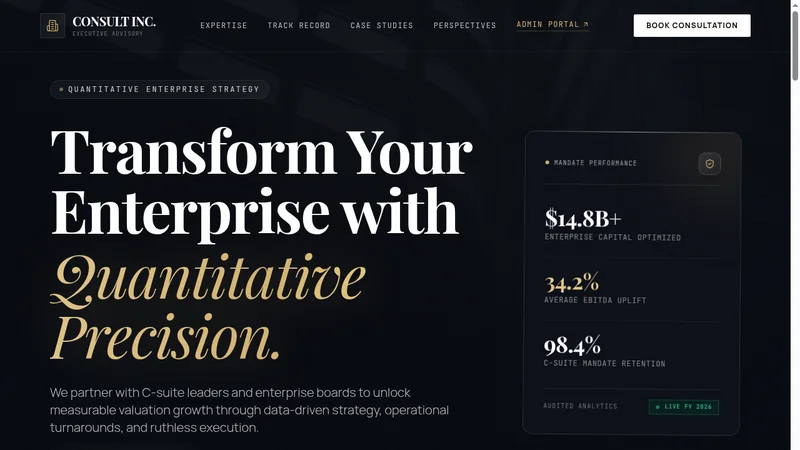 CONSULT INC.
EXECUTIVE ADVISORY
EXPERTISE
TRACK RECORD
CASE STUDIES
PERSPECTIVES
ADMIN PORTAL ↗
BOOK CONSULTATION
QUANTITATIVE ENTERPRISE STRATEGY
Transform Your
Enterprise with
Quantitative
Precision.
We partner with C-suite leaders and enterprise boards to unlock
measurable valuation growth through data-driven strategy, operational
turnarounds, and ruthless execution.
MANDATE PERFORMANCE
$14.8B+
ENTERPRISE CAPITAL OPTIMIZED
34.2%
AVERAGE EBITDA UPLIFT
98.4%
C-SUITE MANDATE RETENTION
AUDITED ANALYTICS
LIVE FY 2026